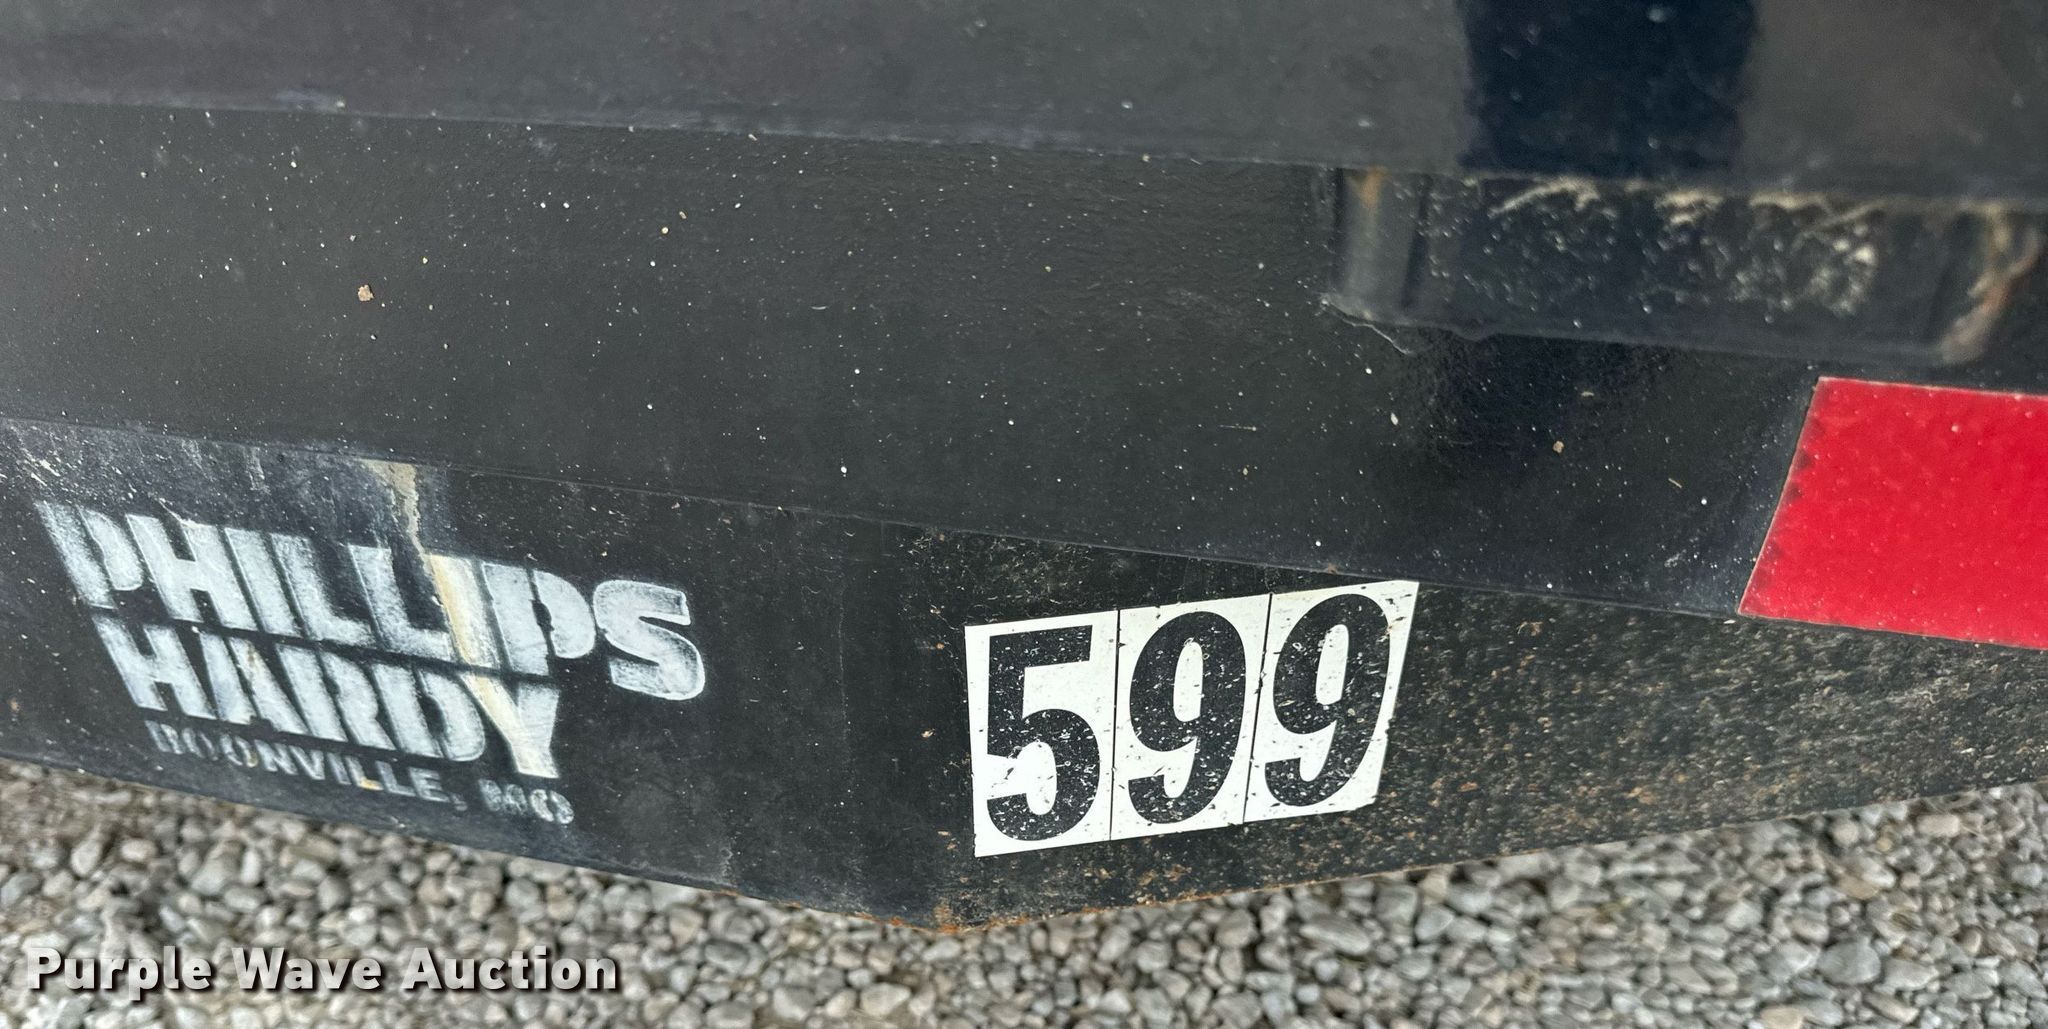 PHILLIPS
HARDY
BOONVILLE, MO
599
Purple Wave Auction